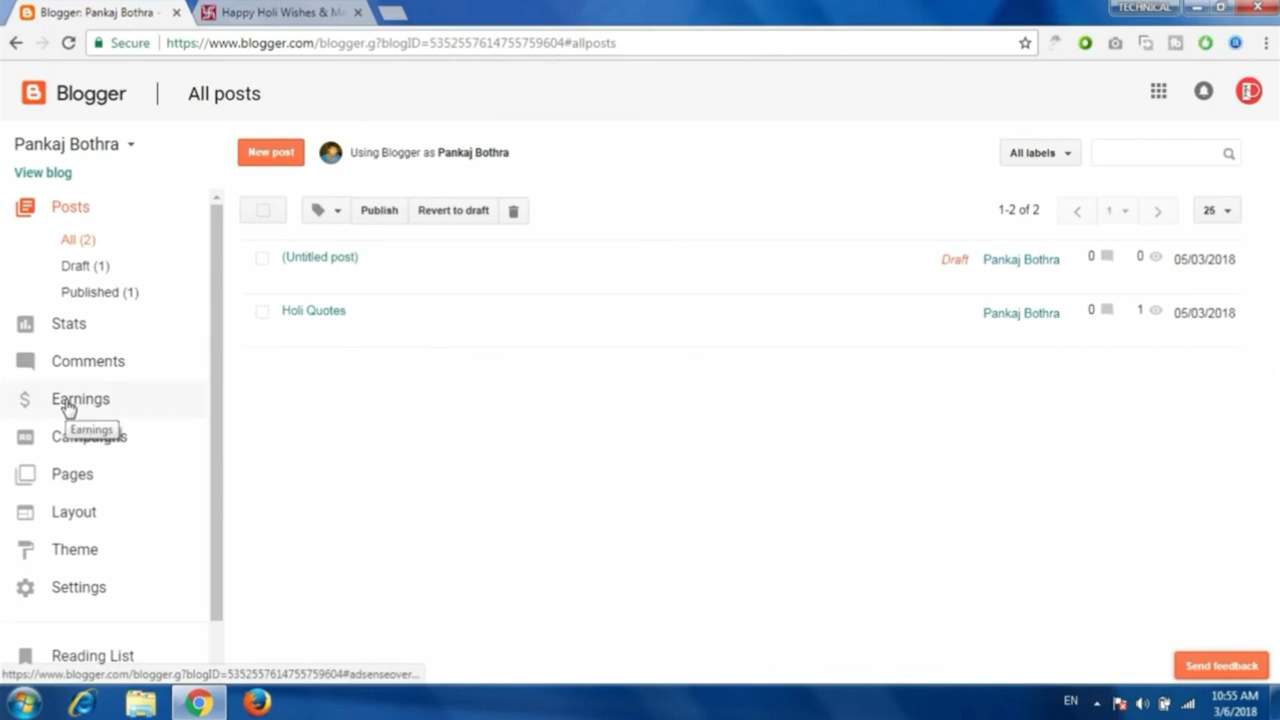 Blogger: Pankaj Bothra -
Happy Holi Wishes & Me
TECHNICAL
Secure
https://www.blogger.com/blogger.g?blogID=5352557614755759604#allposts
Blogger
All posts
Pankaj Bothra
View blog
New post
Using Blogger as Pankaj Bothra
All labels
Posts
All (2)
Draft (1)
Published (1)
Stats
Comments
Earnings
Earnings
Campaigns
Pages
Layout
Theme
Settings
Reading List
Publish
Revert to draft
1-2 of 2
1
25
(Untitled post)
Draft
Pankaj Bothra
0
0
05/03/2018
Holi Quotes
Pankaj Bothra
0
1
05/03/2018
Send feedback
https://www.blogger.com/blogger.g?blogID=5352557614755759604#adsenseover...
EN
10:55 AM
3/6/2018